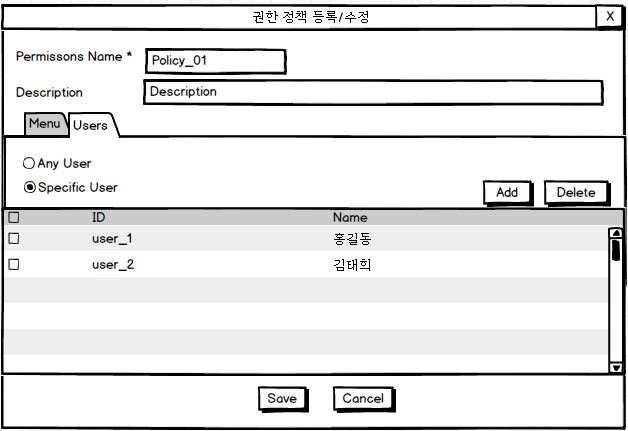 권한 정책 등록/수정 X
Permissons Name * Policy_01
Description Description
Menu Users
Any User
Specific User
Add Delete
ID Name
user_1 홍길동
user_2 김태희
Save Cancel